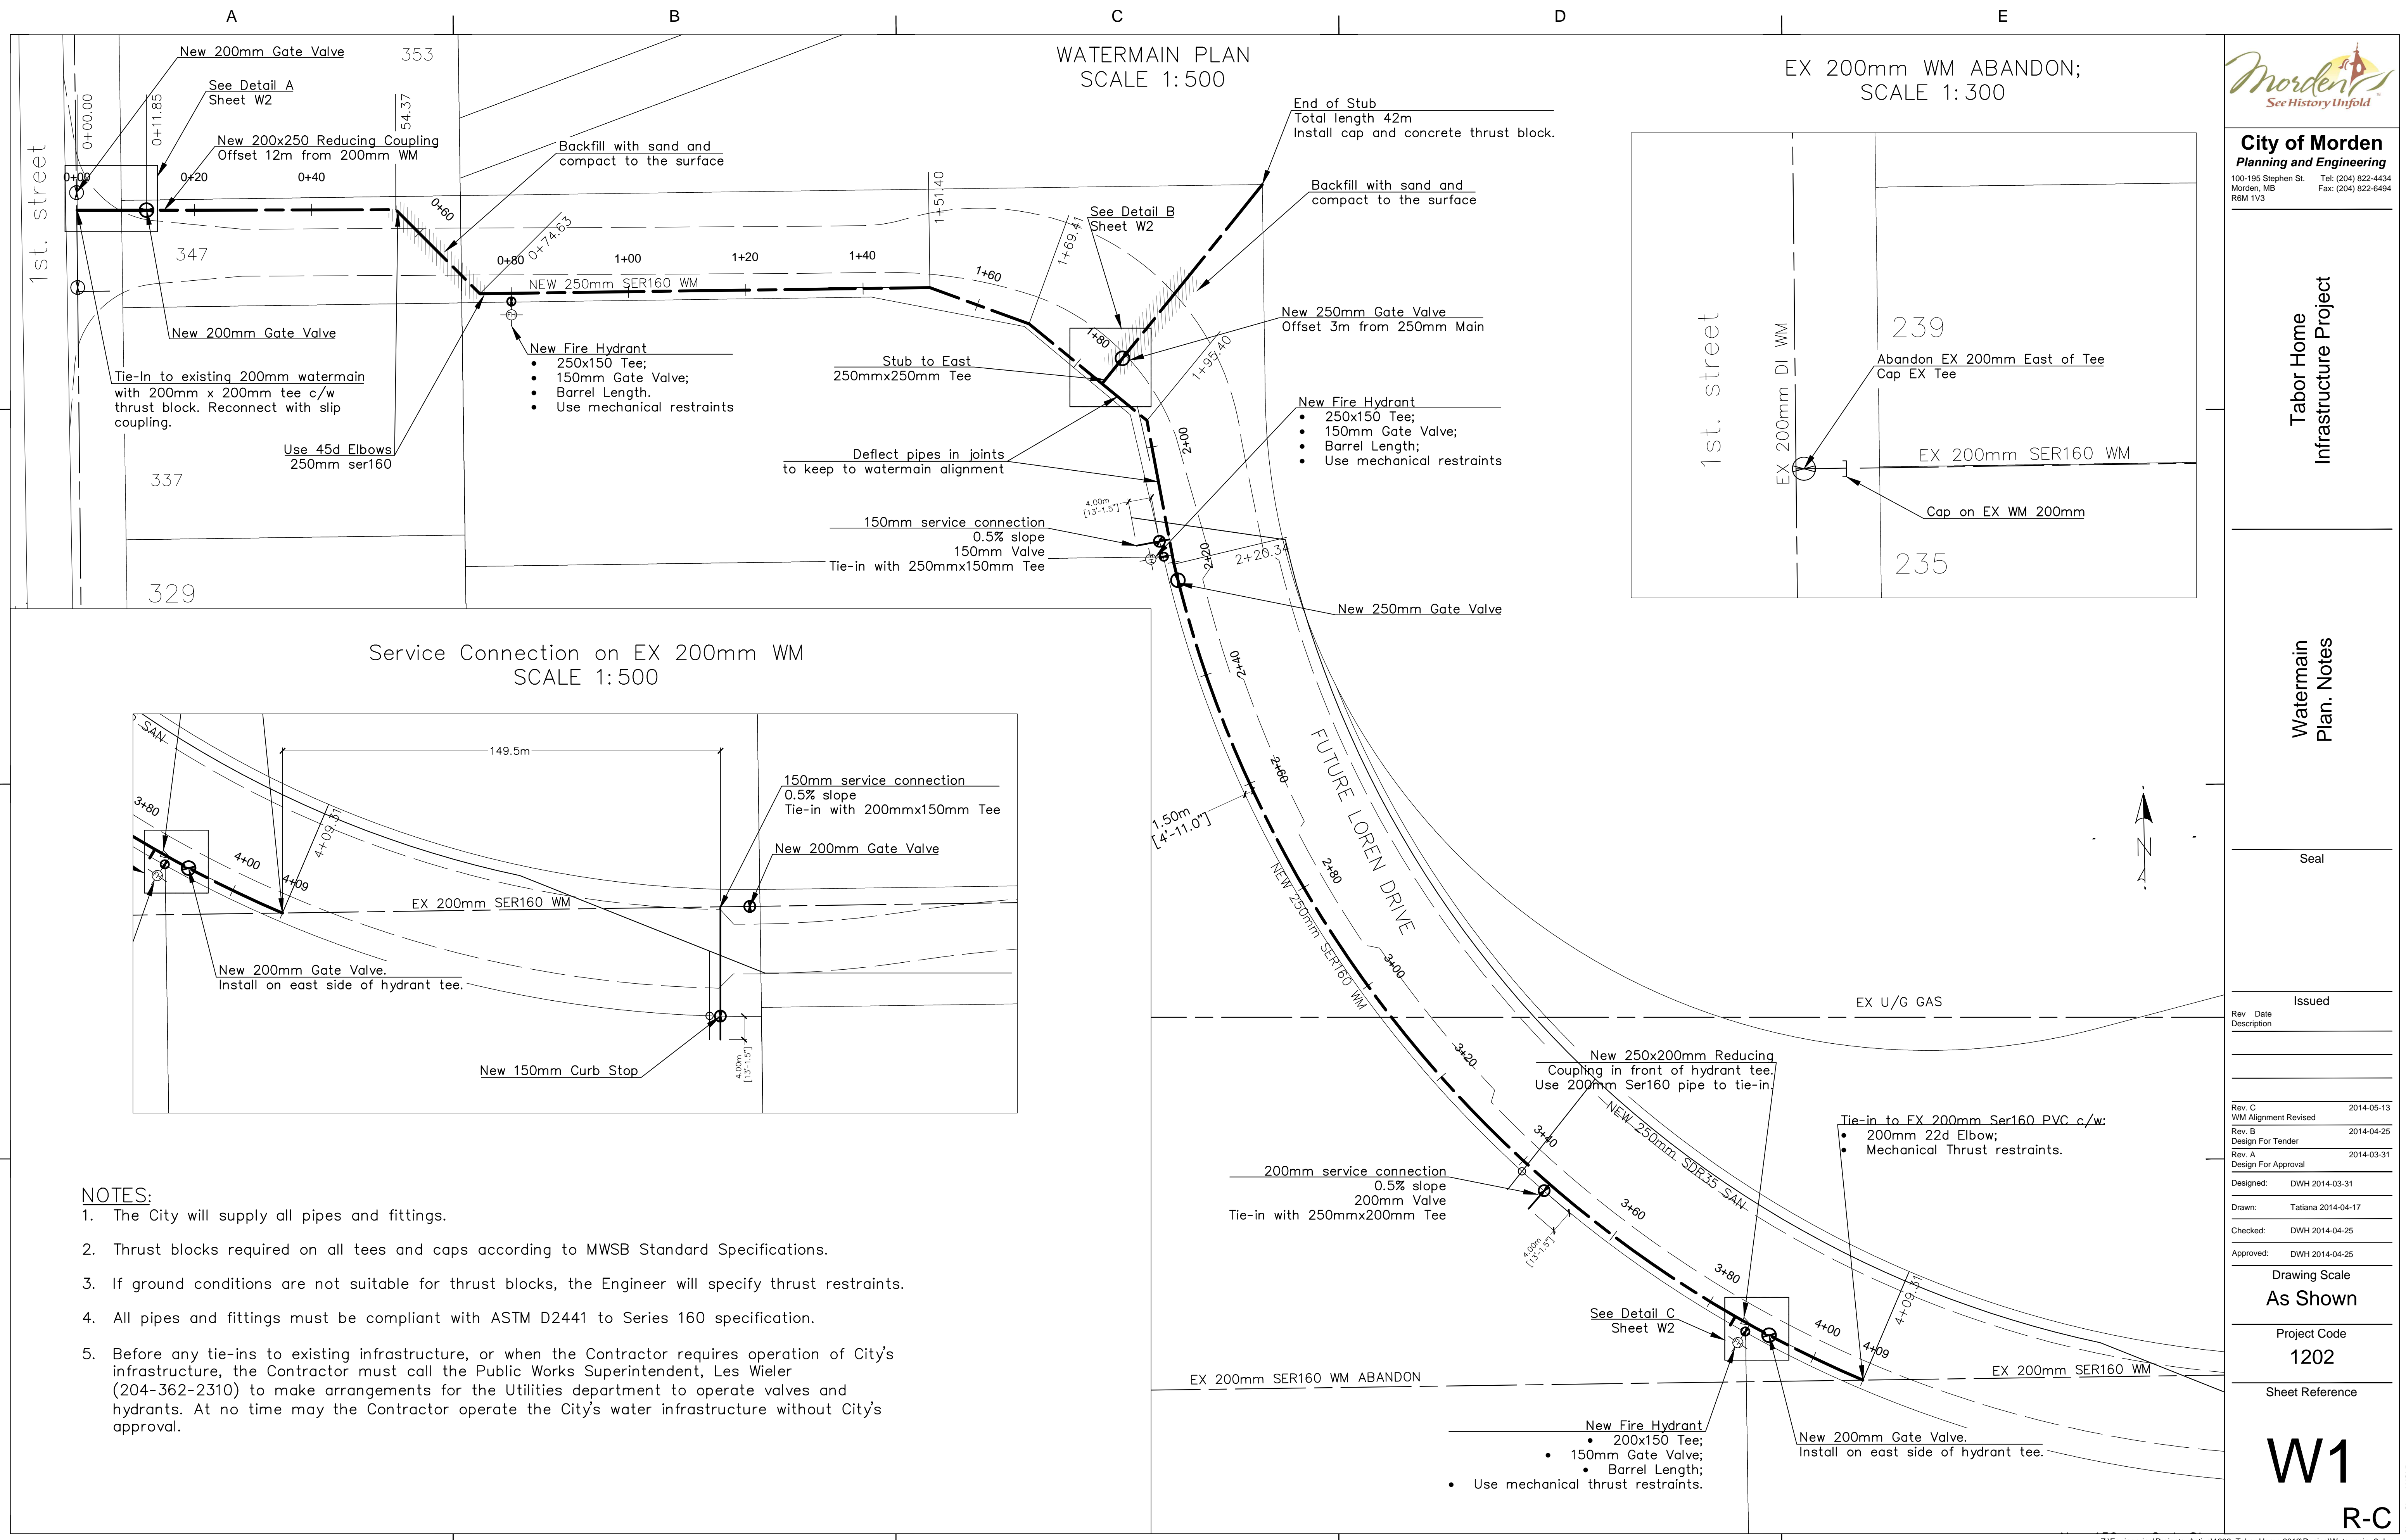 A
B
C
D
E
WATERMAIN PLAN
SCALE 1:500
New 200mm Gate Valve
353
See Detail A
Sheet W2
0+00.00
0+11.85
54.37
New 200x250 Reducing Coupling
Offset 12m from 200mm WM
1st. street
0+00
0+20
0+40
0+60
0+74.63
Backfill with sand and
compact to the surface
347
0+80
1+00
1+20
1+40
1+51.40
NEW 250mm SER160 WM
1+60
1+69.41
See Detail B
Sheet W2
End of Stub
Total length 42m
Install cap and concrete thrust block.
Backfill with sand and
compact to the surface
New 200mm Gate Valve
Tie-In to existing 200mm watermain
with 200mm x 200mm tee c/w
thrust block. Reconnect with slip
coupling.
Use 45d Elbows
250mm ser160
337
329
FH
New Fire Hydrant
• 250x150 Tee;
• 150mm Gate Valve;
• Barrel Length.
• Use mechanical restraints
1+80
Stub to East
250mmx250mm Tee
New 250mm Gate Valve
Offset 3m from 250mm Main
1+95.40
New Fire Hydrant
• 250x150 Tee;
• 150mm Gate Valve;
• Barrel Length;
• Use mechanical restraints
Deflect pipes in joints
to keep to watermain alignment
2+00
4.00m
[13'-1.5"]
150mm service connection
0.5% slope
150mm Valve
Tie-in with 250mmx150mm Tee
FH
2+20
2+20.34
New 250mm Gate Valve
2+40
2+60
1.50m
[4'-11.0"]
FUTURE LOREN DRIVE
2+80
NEW 250mm SER160 WM
3+00
EX U/G GAS
3+20
New 250x200mm Reducing
Coupling in front of hydrant tee.
Use 200mm Ser160 pipe to tie-in.
NEW 250mm SDR35 SAN
Tie-in to EX 200mm Ser160 PVC c/w:
• 200mm 22d Elbow;
• Mechanical Thrust restraints.
3+40
200mm service connection
0.5% slope
200mm Valve
Tie-in with 250mmx200mm Tee
4.00m
[13'-1.5"]
3+60
3+80
See Detail C
Sheet W2
FH
4+00
4+09
4+09.31
EX 200mm SER160 WM ABANDON
EX 200mm SER160 WM
New Fire Hydrant
• 200x150 Tee;
• 150mm Gate Valve;
• Barrel Length;
• Use mechanical thrust restraints.
New 200mm Gate Valve.
Install on east side of hydrant tee.
N
EX 200mm WM ABANDON;
SCALE 1:300
1st. street
EX 200mm DI WM
239
Abandon EX 200mm East of Tee
Cap EX Tee
EX 200mm SER160 WM
Cap on EX WM 200mm
235
Service Connection on EX 200mm WM
SCALE 1:500
SAN
149.5m
3+80
4+00
4+09
4+09.31
FH
150mm service connection
0.5% slope
Tie-in with 200mmx150mm Tee
New 200mm Gate Valve
EX 200mm SER160 WM
New 200mm Gate Valve.
Install on east side of hydrant tee.
New 150mm Curb Stop
4.00m
[13'-1.5"]
NOTES:
1. The City will supply all pipes and fittings.
2. Thrust blocks required on all tees and caps according to MWSB Standard Specifications.
3. If ground conditions are not suitable for thrust blocks, the Engineer will specify thrust restraints.
4. All pipes and fittings must be compliant with ASTM D2441 to Series 160 specification.
5. Before any tie-ins to existing infrastructure, or when the Contractor requires operation of City's
infrastructure, the Contractor must call the Public Works Superintendent, Les Wieler
(204-362-2310) to make arrangements for the Utilities department to operate valves and
hydrants. At no time may the Contractor operate the City's water infrastructure without City's
approval.
Morden
See History Unfold
City of Morden
Planning and Engineering
100-195 Stephen St. Tel: (204) 822-4434
Morden, MB Fax: (204) 822-6494
R6M 1V3
Tabor Home
Infrastructure Project
Watermain
Plan. Notes
Seal
Issued
Rev Date
Description
Rev. C 2014-05-13
WM Alignment Revised
Rev. B 2014-04-25
Design For Tender
Rev. A 2014-03-31
Design For Approval
Designed: DWH 2014-03-31
Drawn: Tatiana 2014-04-17
Checked: DWH 2014-04-25
Approved: DWH 2014-04-25
Drawing Scale
As Shown
Project Code
1202
Sheet Reference
W1
R-C